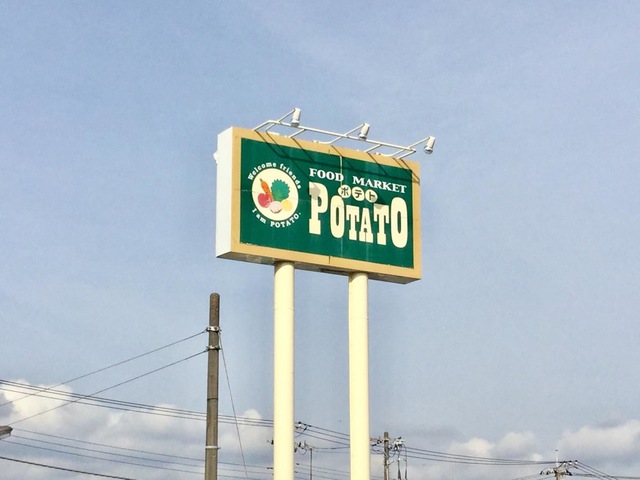 Welcome friends
I am POTATO.
FOOD MARKET
ポテト
POTATO